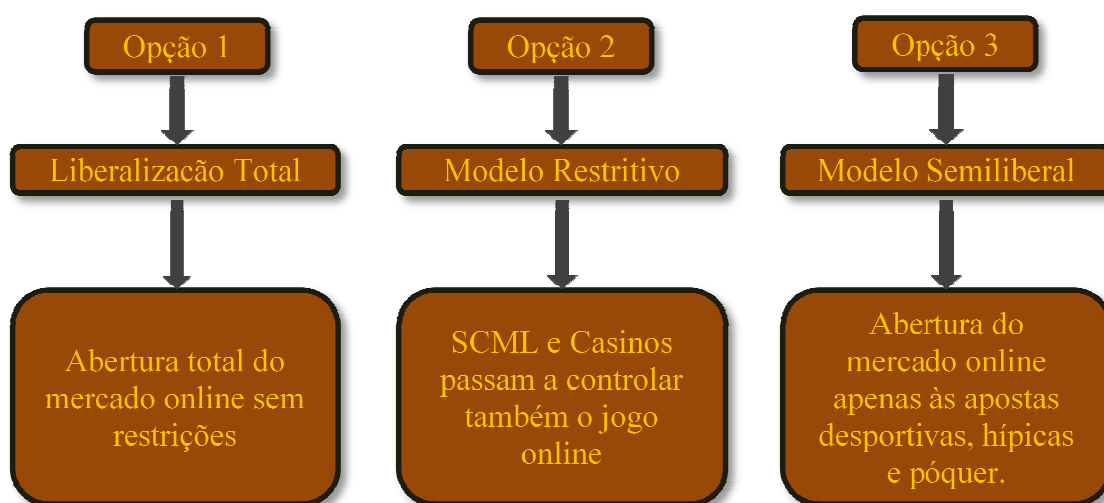 Opção 1
Liberalizacão Total
Abertura total do
mercado online sem
restrições
Opção 2
Modelo Restritivo
SCML e Casinos
passam a controlar
também o jogo
online
Opção 3
Modelo Semiliberal
Abertura do
mercado online
apenas às apostas
desportivas, hípicas
e póquer.